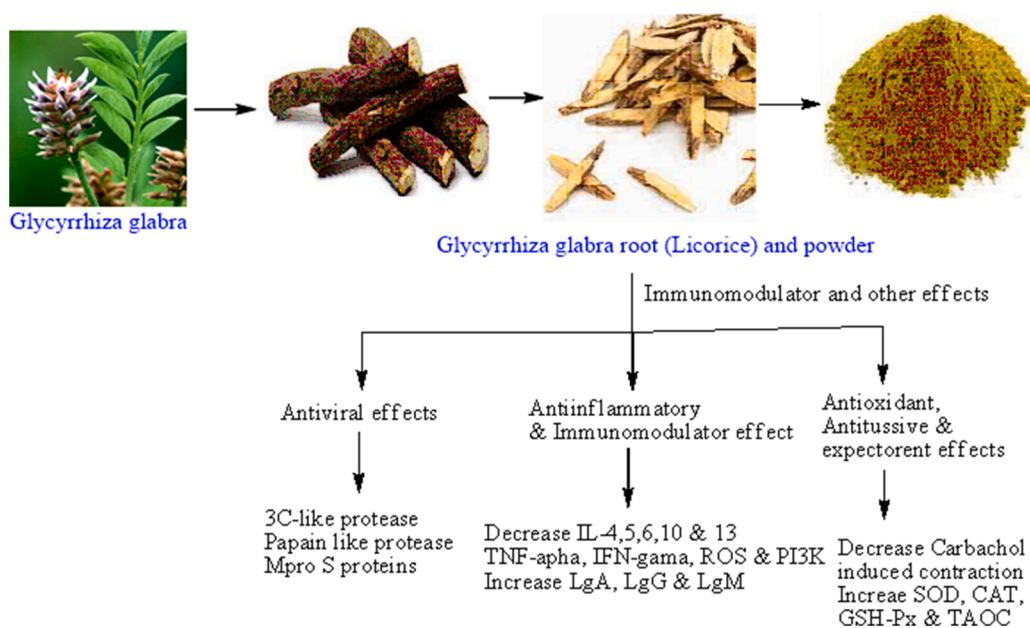 Glycyrrhiza glabra
Glycyrrhiza glabra root (Licorice) and powder
Immunomodulator and other effects
Antiviral effects
3C-like protease
Papain like protease
Mpro S proteins
Antiinflammatory
& Immunomodulator effect
Decrease IL-4,5,6,10 & 13
TNF-apha, IFN-gama, ROS & PI3K
Increase LgA, LgG & LgM
Antioxidant,
Antitussive &
expectorent effects
Decrease Carbachol
induced contraction
Increae SOD, CAT,
GSH-Px & TAOC